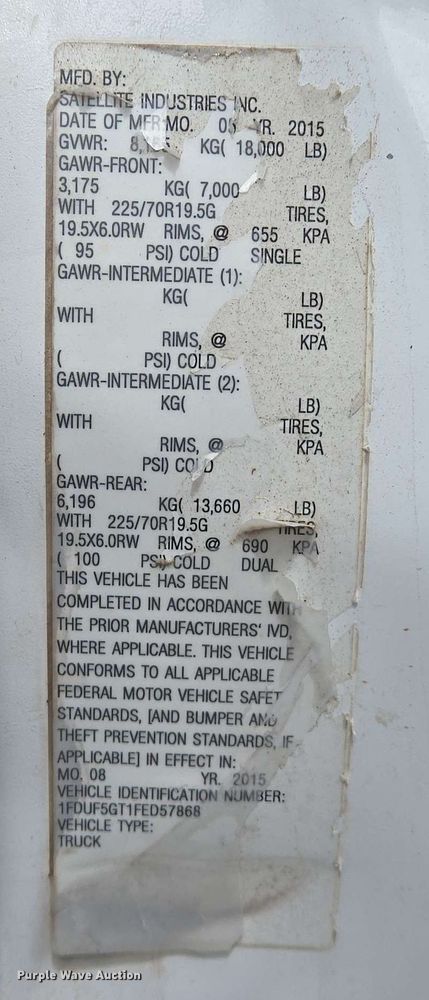 MFD. BY:
SATELLITE INDUSTRIES INC.
DATE OF MFR MO. YR. 2015
GVWR: KG( 18,000 LB)
GAWR-FRONT:
3,175 KG( 7,000 LB)
WITH 225/70R19.5G TIRES,
19.5X6.0RW RIMS, @ 655 KPA
( 95 PSI) COLD SINGLE
GAWR-INTERMEDIATE (1):
KG( LB)
WITH TIRES,
RIMS, @ KPA
( PSI) COLD
GAWR-INTERMEDIATE (2):
KG( LB)
WITH TIRES,
RIMS, @ KPA
( PSI) COLD
GAWR-REAR:
6,196 KG( 13,660 LB)
WITH 225/70R19.5G TIRES,
19.5X6.0RW RIMS, @ 690 KPA
( 100 PSI) COLD DUAL
THIS VEHICLE HAS BEEN
COMPLETED IN ACCORDANCE WITH
THE PRIOR MANUFACTURERS' IVD,
WHERE APPLICABLE. THIS VEHICLE
CONFORMS TO ALL APPLICABLE
FEDERAL MOTOR VEHICLE SAFET
STANDARDS, [AND BUMPER AND
THEFT PREVENTION STANDARDS, IF
APPLICABLE] IN EFFECT IN:
MO. 08 YR. 2015
VEHICLE IDENTIFICATION NUMBER:
1FDUF5GT1FED57868
VEHICLE TYPE:
TRUCK
Purple Wave Auction